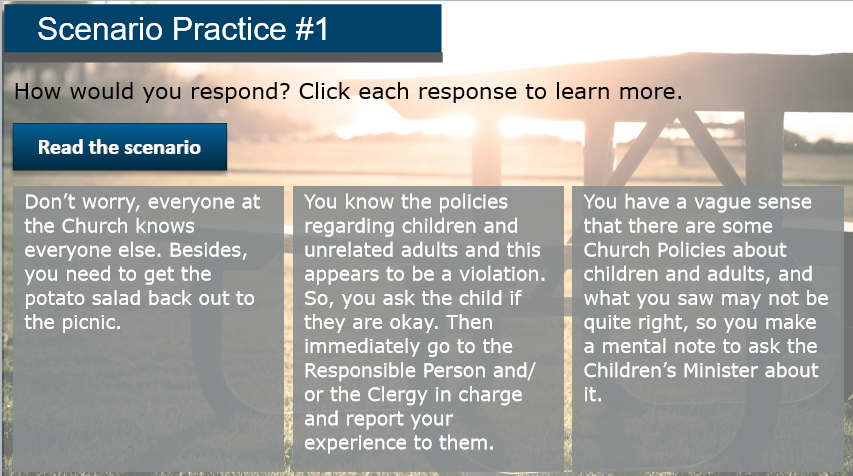 Scenario Practice #1
How would you respond? Click each response to learn more.
Read the scenario
Don’t worry, everyone at
the Church knows
everyone else. Besides,
you need to get the
potato salad back out to
the picnic.
You know the policies
regarding children and
unrelated adults and this
appears to be a violation.
So, you ask the child if
they are okay. Then
immediately go to the
Responsible Person and/
or the Clergy in charge
and report your
experience to them.
You have a vague sense
that there are some
Church Policies about
children and adults, and
what you saw may not be
quite right, so you make
a mental note to ask the
Children’s Minister about
it.